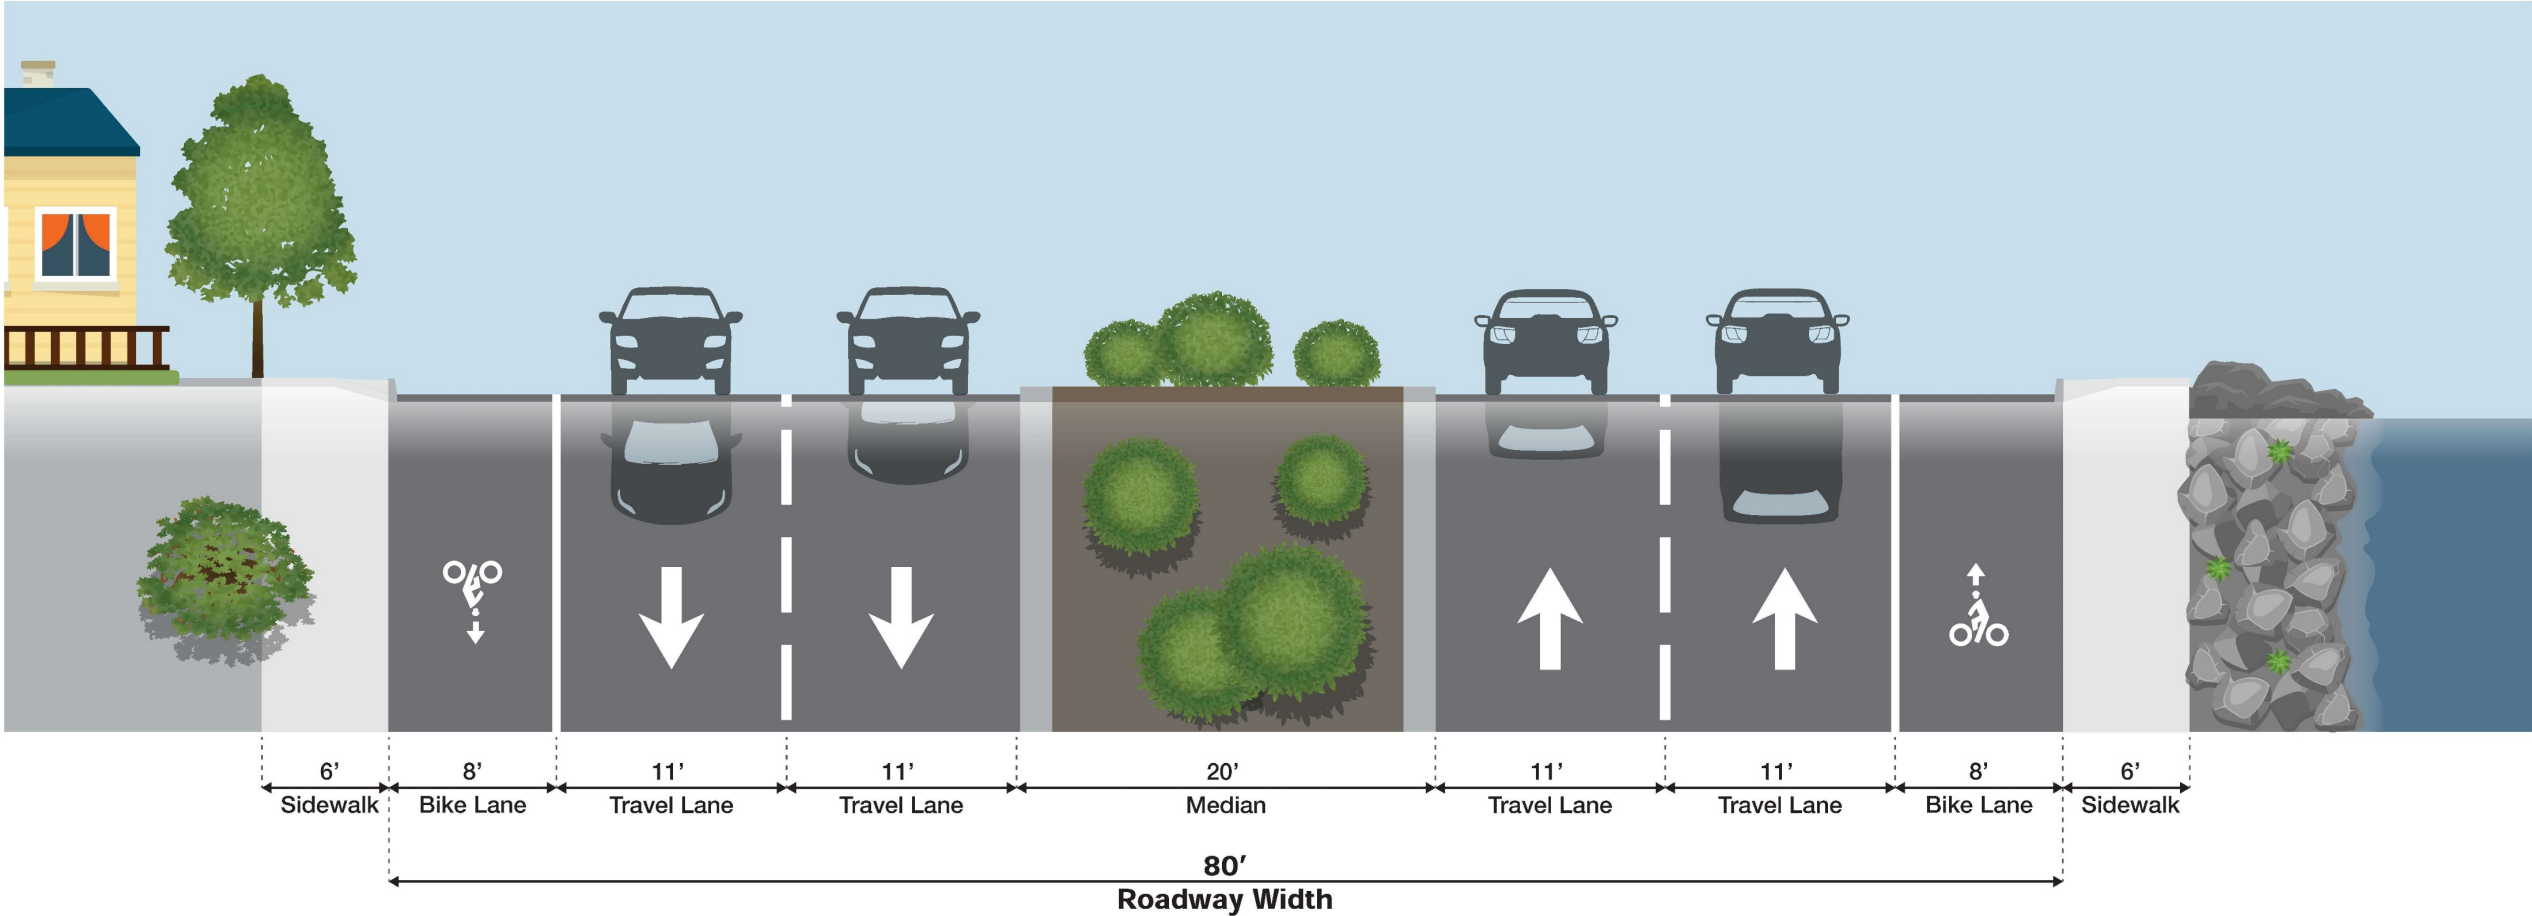 6’ 8’ 11’ 11’ 20’ 11’ 11’ 8’ 6’
Sidewalk Bike Lane Travel Lane Travel Lane Median Travel Lane Travel Lane Bike Lane Sidewalk
80’
Roadway Width